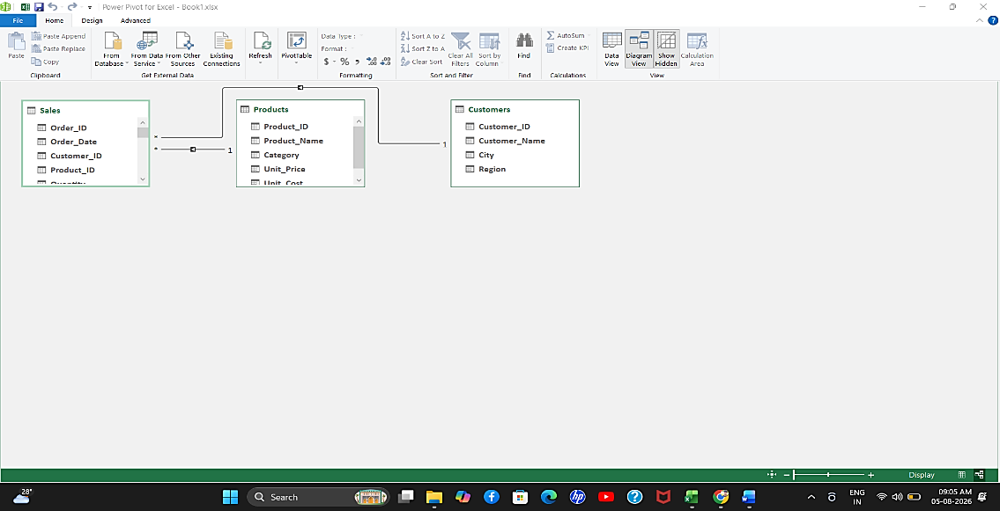 Power Pivot for Excel - Book1.xlsx
File Home Design Advanced
Paste
Paste Append
Paste Replace
Copy
Clipboard
From Database
From Data Service
From Other Sources
Existing Connections
Get External Data
Refresh
PivotTable
Data Type :
Format :
$ % ,
Formatting
Sort A to Z
Sort Z to A
Clear Sort
Clear All Filters
Sort by Column
Sort and Filter
Find
Find
AutoSum
Create KPI
Calculations
Data View
Diagram View
Show Hidden
Calculation Area
View
Sales
Order_ID
Order_Date
Customer_ID
Product_ID
Quantity
* 
* 1
Products
Product_ID
Product_Name
Category
Unit_Price
Unit_Cost
1
Customers
Customer_ID
Customer_Name
City
Region
Display
28°
Search
ENG
IN
09:05 AM
05-08-2026